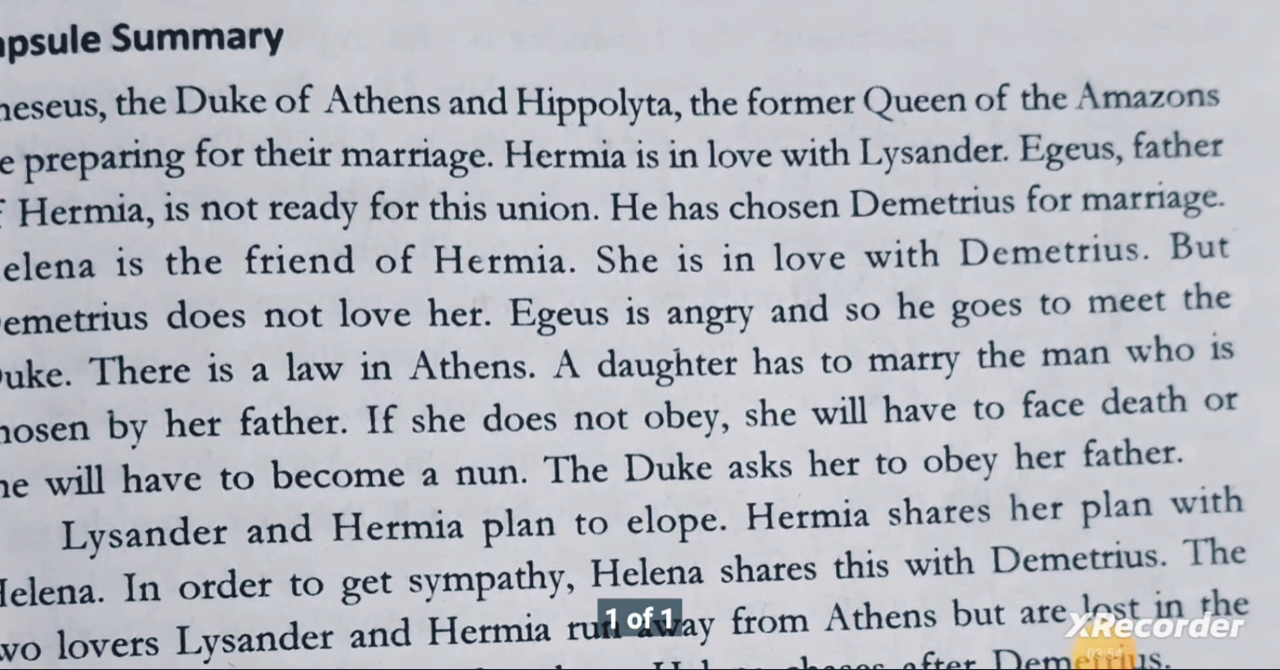 apsule Summary
heseus, the Duke of Athens and Hippolyta, the former Queen of the Amazons
e preparing for their marriage. Hermia is in love with Lysander. Egeus, father
f Hermia, is not ready for this union. He has chosen Demetrius for marriage.
elena is the friend of Hermia. She is in love with Demetrius. But
emetrius does not love her. Egeus is angry and so he goes to meet the
uke. There is a law in Athens. A daughter has to marry the man who is
hosen by her father. If she does not obey, she will have to face death or
he will have to become a nun. The Duke asks her to obey her father.
Lysander and Hermia plan to elope. Hermia shares her plan with
Helena. In order to get sympathy, Helena shares this with Demetrius. The
wo lovers Lysander and Hermia run away from Athens but are lost in the
1 of 1
XRecorder
03:54
after Demetrius.